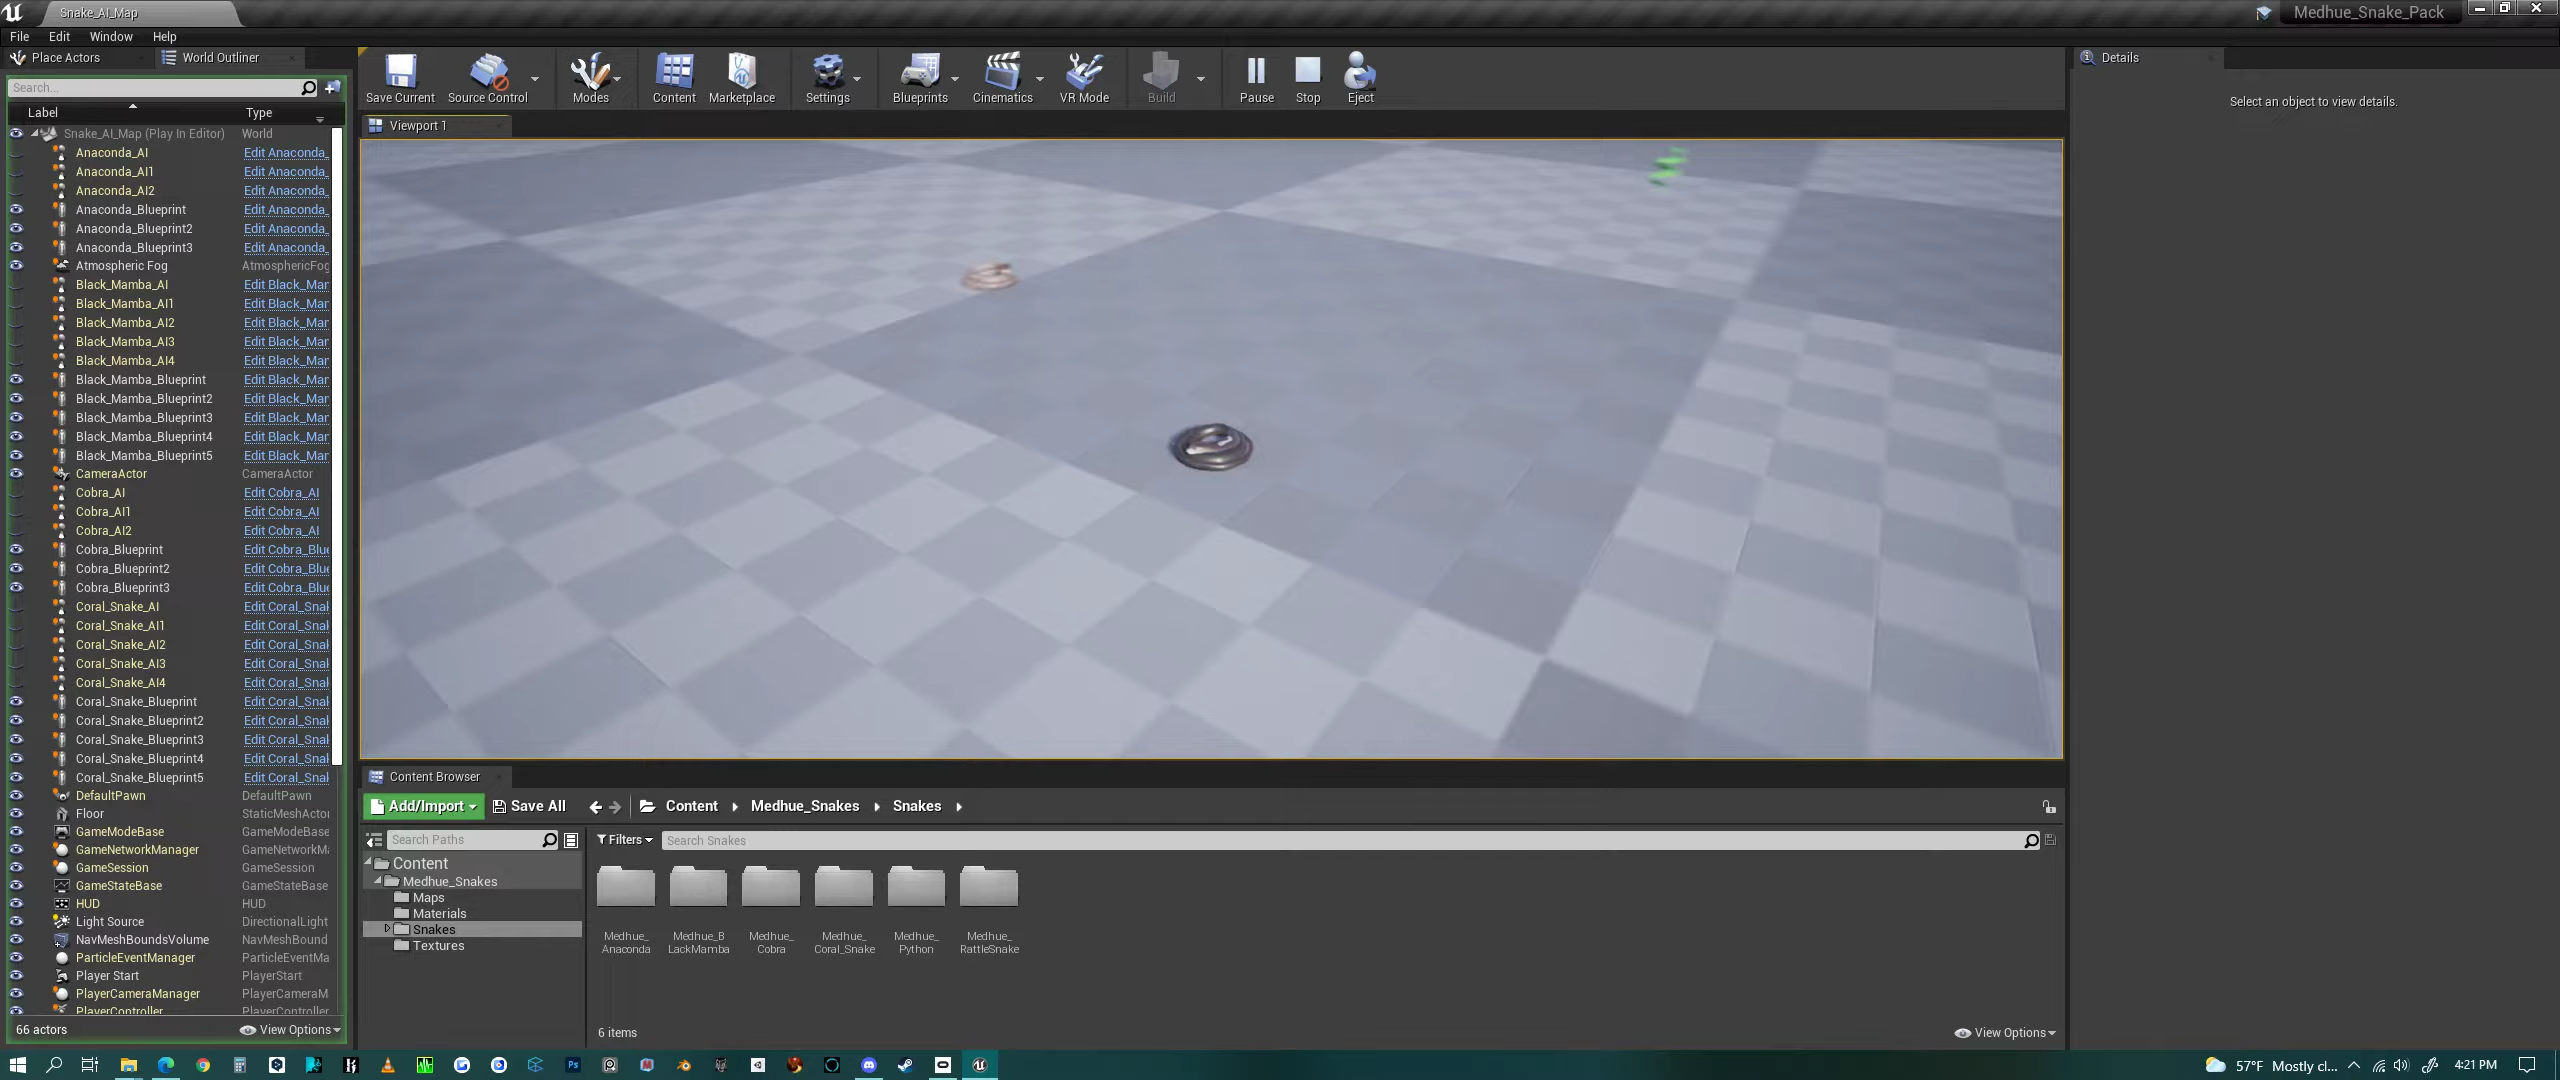 Snake_AI_Map
Medhue_Snake_Pack
File Edit Window Help
Place Actors World Outliner
Search...
Label Type
Snake_AI_Map (Play In Editor) World
Anaconda_AI Edit Anaconda_
Anaconda_AI1 Edit Anaconda_
Anaconda_AI2 Edit Anaconda_
Anaconda_Blueprint Edit Anaconda_
Anaconda_Blueprint2 Edit Anaconda_
Anaconda_Blueprint3 Edit Anaconda_
Atmospheric Fog AtmosphericFog
Black_Mamba_AI Edit Black_Mar
Black_Mamba_AI1 Edit Black_Mar
Black_Mamba_AI2 Edit Black_Mar
Black_Mamba_AI3 Edit Black_Mar
Black_Mamba_AI4 Edit Black_Mar
Black_Mamba_Blueprint Edit Black_Mar
Black_Mamba_Blueprint2 Edit Black_Mar
Black_Mamba_Blueprint3 Edit Black_Mar
Black_Mamba_Blueprint4 Edit Black_Mar
Black_Mamba_Blueprint5 Edit Black_Mar
CameraActor CameraActor
Cobra_AI Edit Cobra_AI
Cobra_AI1 Edit Cobra_AI
Cobra_AI2 Edit Cobra_AI
Cobra_Blueprint Edit Cobra_Blue
Cobra_Blueprint2 Edit Cobra_Blue
Cobra_Blueprint3 Edit Cobra_Blue
Coral_Snake_AI Edit Coral_Snal
Coral_Snake_AI1 Edit Coral_Snal
Coral_Snake_AI2 Edit Coral_Snal
Coral_Snake_AI3 Edit Coral_Snal
Coral_Snake_AI4 Edit Coral_Snal
Coral_Snake_Blueprint Edit Coral_Snal
Coral_Snake_Blueprint2 Edit Coral_Snal
Coral_Snake_Blueprint3 Edit Coral_Snal
Coral_Snake_Blueprint4 Edit Coral_Snal
Coral_Snake_Blueprint5 Edit Coral_Snal
DefaultPawn DefaultPawn
Floor StaticMeshActor
GameModeBase GameModeBase
GameNetworkManager GameNetworkMa
GameSession GameSession
GameStateBase GameStateBase
HUD HUD
Light Source DirectionalLight
NavMeshBoundsVolume NavMeshBound
ParticleEventManager ParticleEventMa
Player Start PlayerStart
PlayerCameraManager PlayerCameraM
PlayerController PlayerController
66 actors View Options
Save Current Source Control Modes Content Marketplace Settings Blueprints Cinematics VR Mode Build Pause Stop Eject
Viewport 1
Content Browser
Add/Import Save All Content Medhue_Snakes Snakes
Search Paths
Content
Medhue_Snakes
Maps
Materials
Snakes
Textures
Filters Search Snakes
Medhue_
Anaconda
Medhue_B
LackMamba
Medhue_
Cobra
Medhue_
Coral_Snake
Medhue_
Python
Medhue_
RattleSnake
6 items View Options
Details
Select an object to view details.
57°F Mostly cl... 4:21 PM